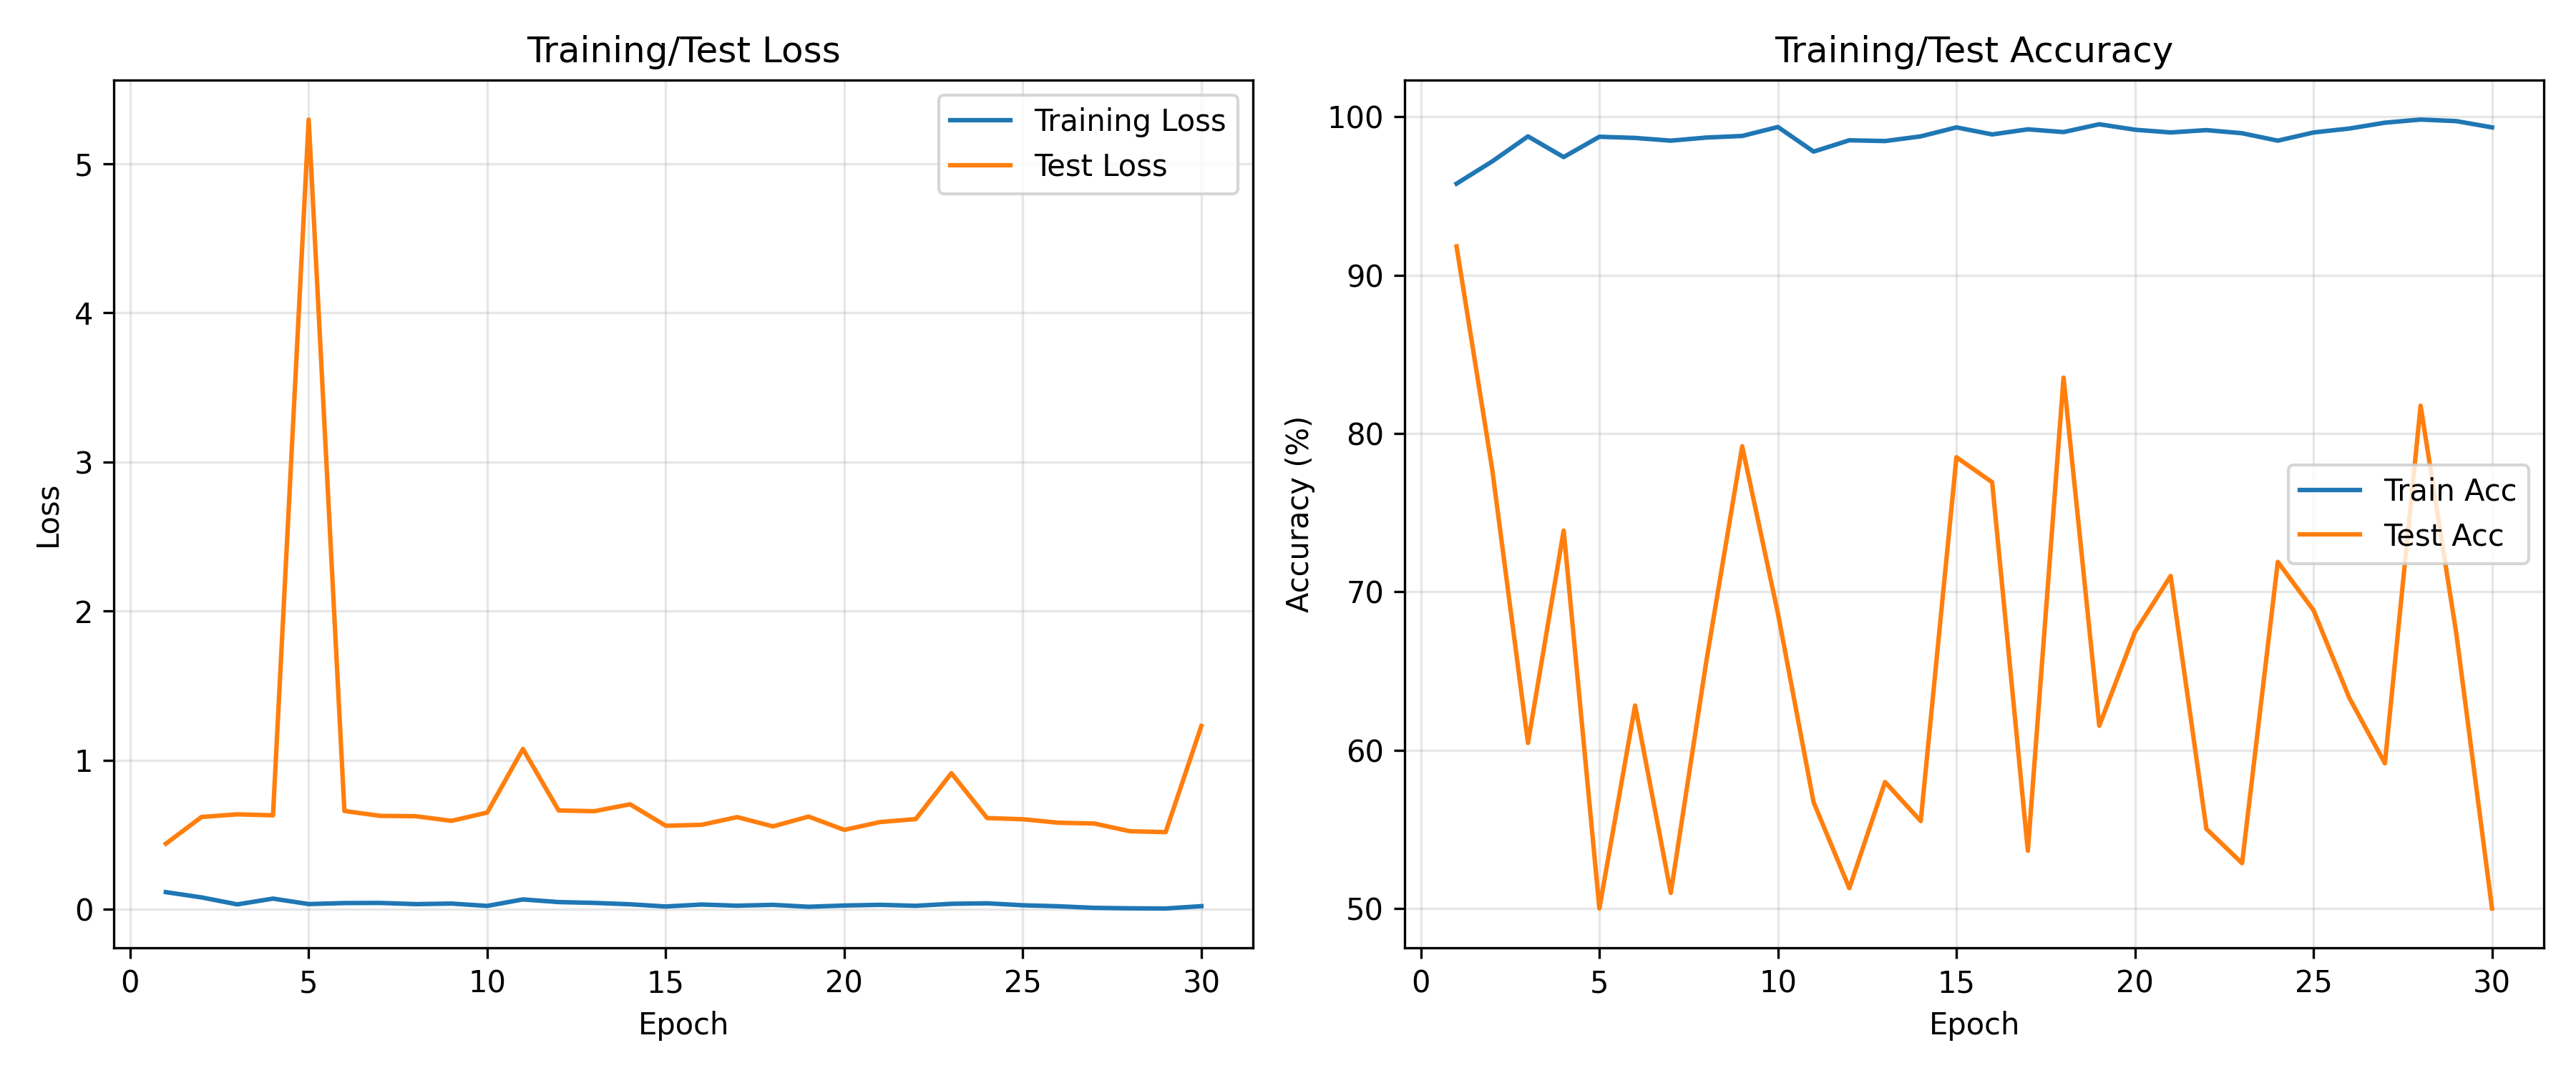 Training/Test Loss
Training Loss
Test Loss
Loss
5
4
3
2
1
0
0 5 10 15 20 25 30
Epoch
Training/Test Accuracy
Train Acc
Test Acc
Accuracy (%)
100
90
80
70
60
50
0 5 10 15 20 25 30
Epoch